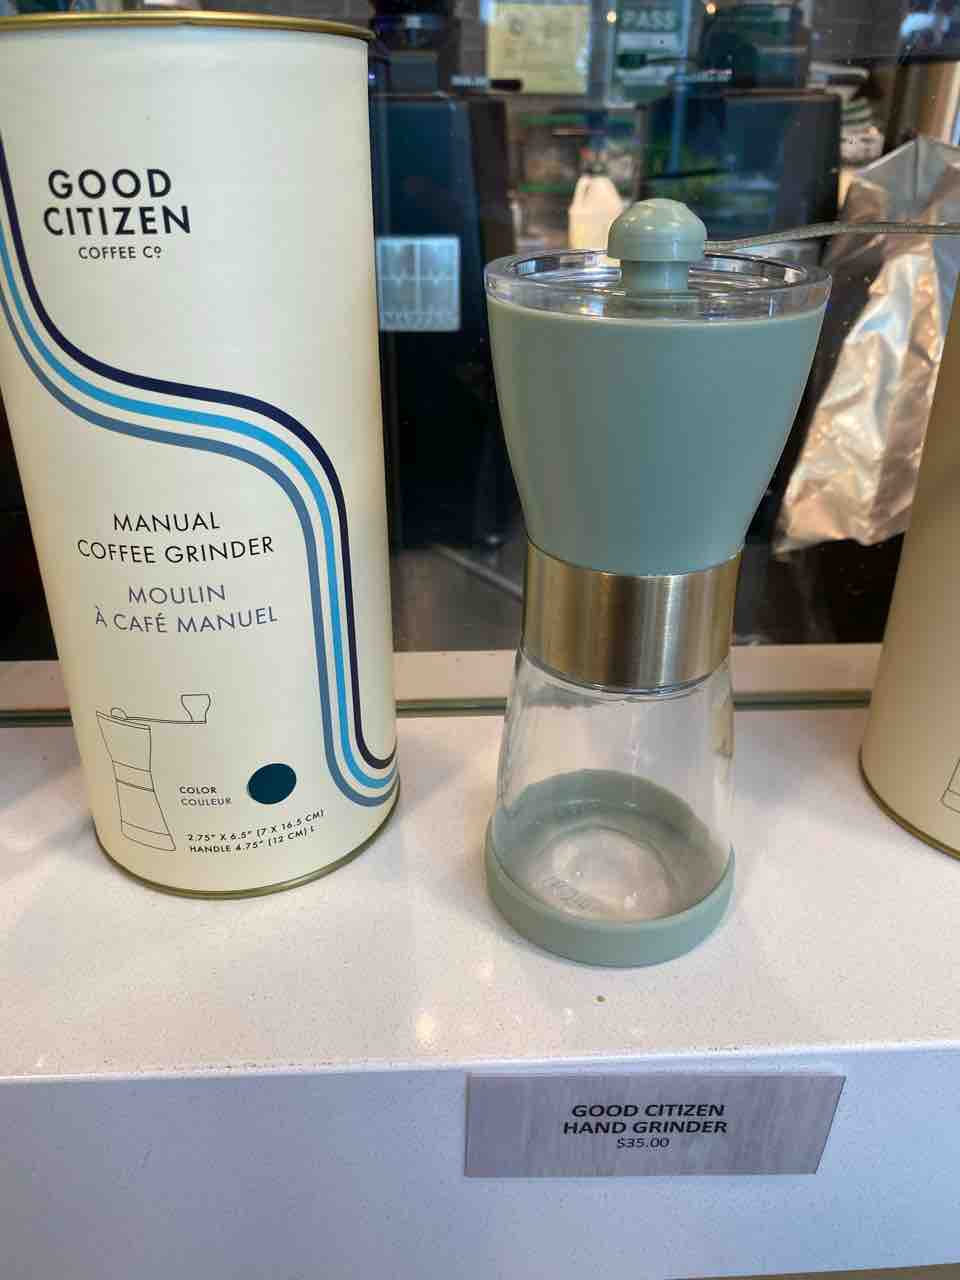 GOOD
CITIZEN
COFFEE Cº
MANUAL
COFFEE GRINDER
MOULIN
À CAFÉ MANUEL
COLOR
COULEUR
2.75" X 6.5" (7 X 16.5 CM)
HANDLE 4.75" (12 CM) L
PASS
GOOD CITIZEN
HAND GRINDER
$35.00